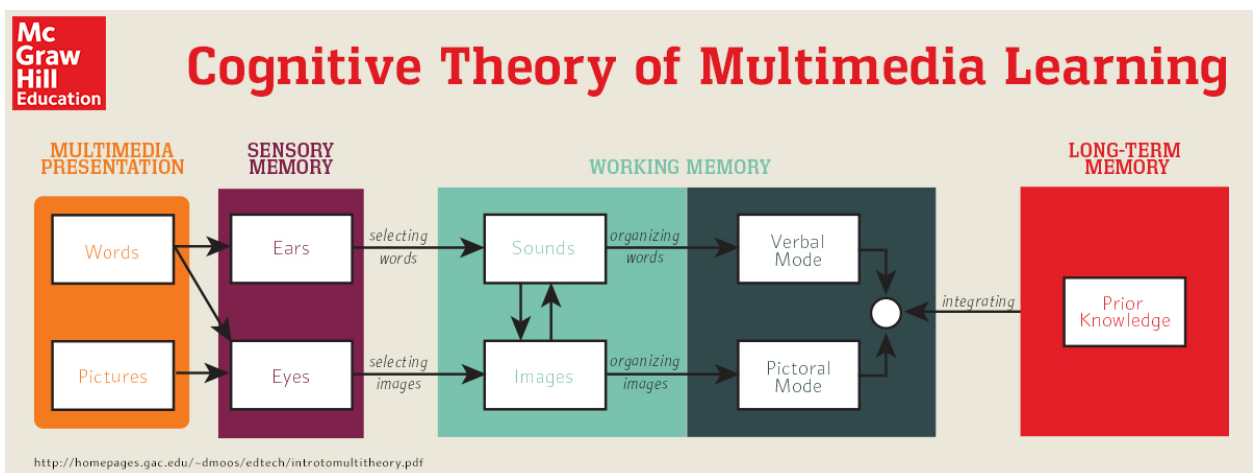 Mc
Graw
Hill
Education
Cognitive Theory of Multimedia Learning
MULTIMEDIA
PRESENTATION
SENSORY
MEMORY
WORKING MEMORY
LONG-TERM
MEMORY
Words
Ears
selecting
words
Sounds
organizing
words
Verbal
Mode
integrating
Prior
Knowledge
Pictures
Eyes
selecting
images
Images
organizing
images
Pictoral
Mode
http://homepages.gac.edu/~dmoos/edtech/introtomultitheory.pdf